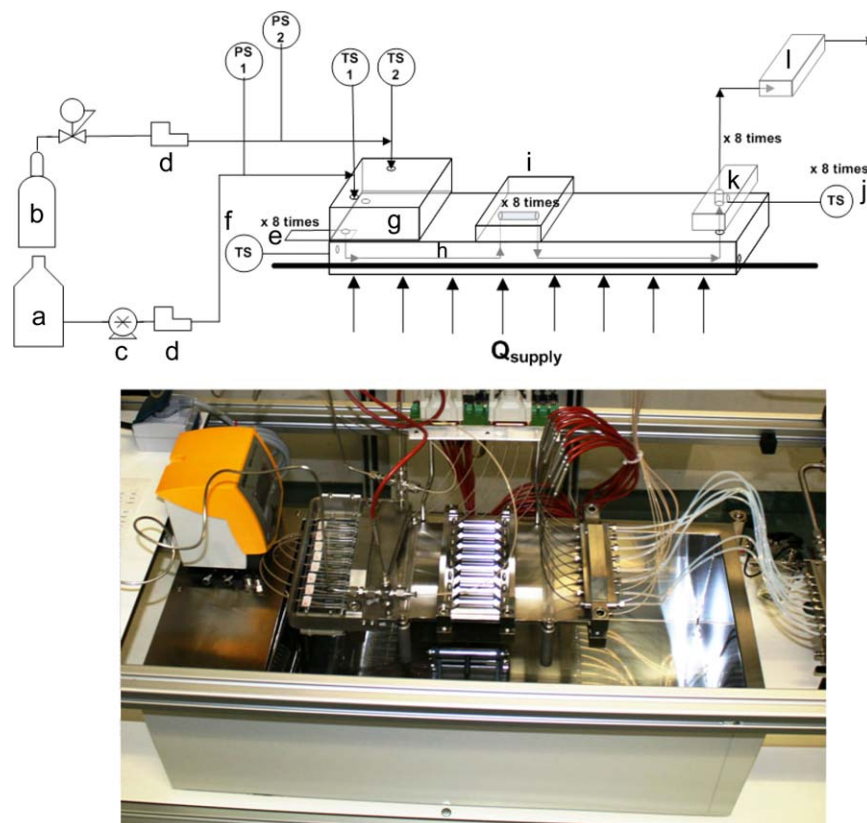 PS 2
PS 1
TS 1
TS 2
l
x 8 times
d
i
k
x 8 times
j
b
f
x 8 times
g
x 8 times
TS
TS
e
h
a
c
d
Qsupply